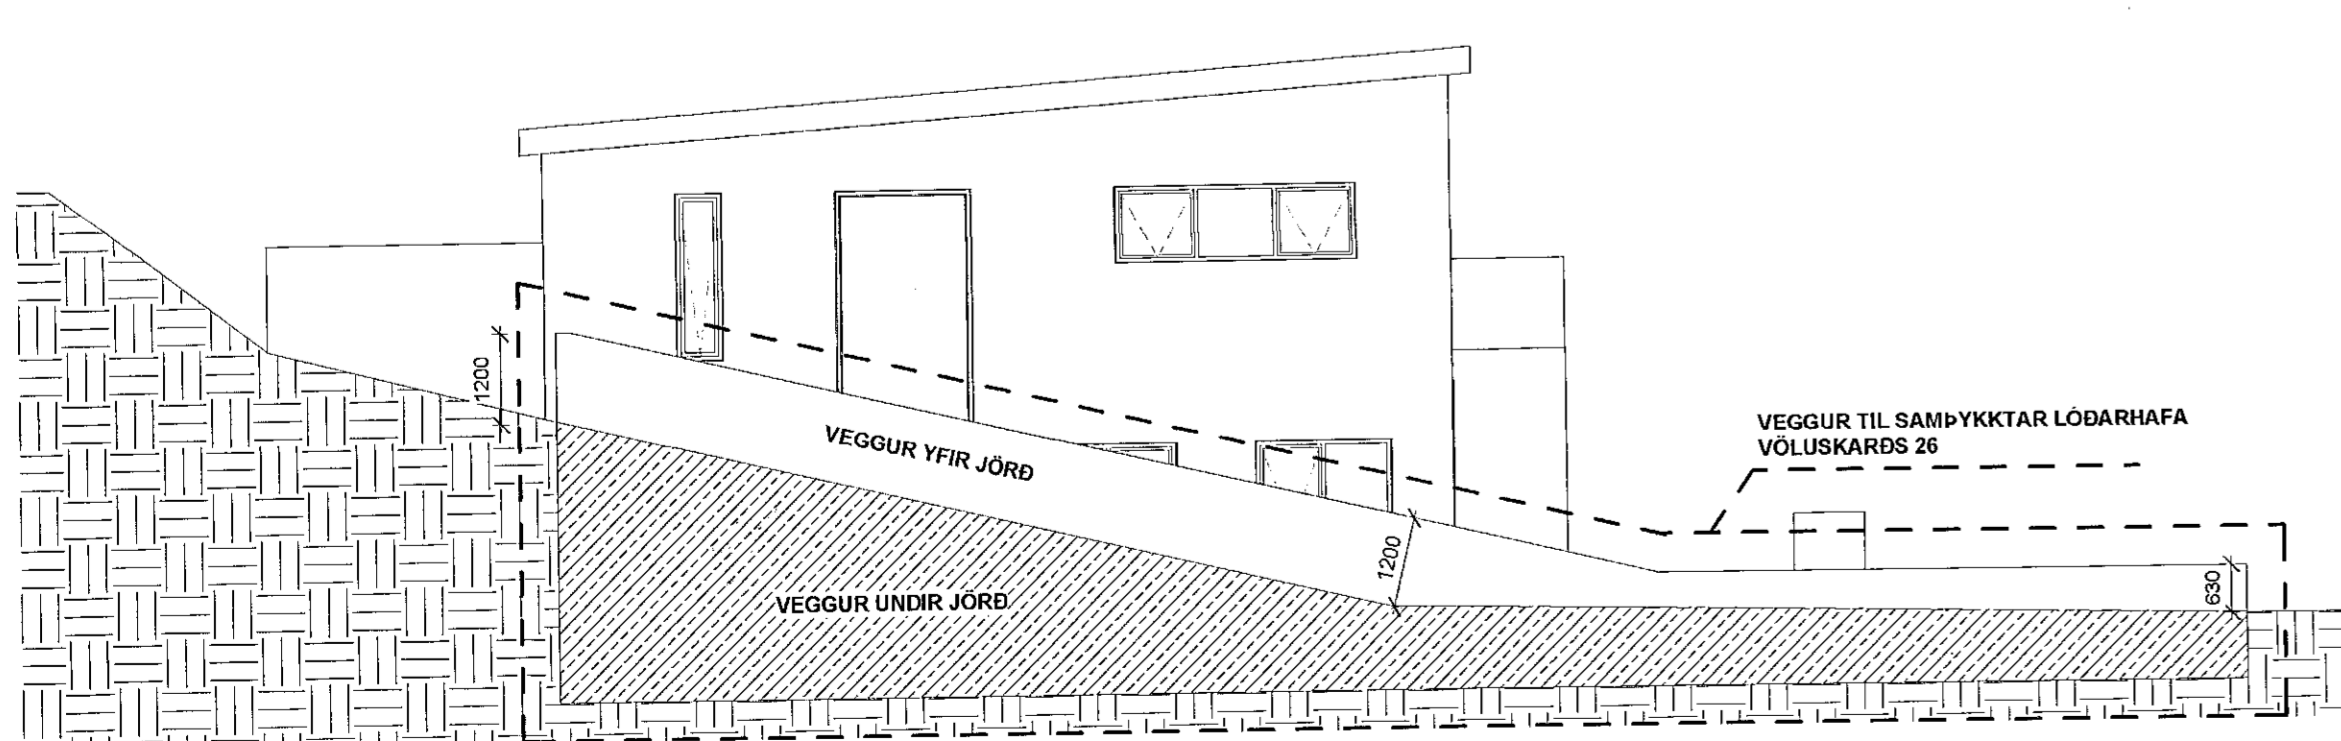 1200
VEGGUR YFIR JÖRÐ
VEGGUR TIL SAMÞYKKTAR LÓÐARHAFA
VÖLUSKARÐS 26
1200
630
VEGGUR UNDIR JÖRÐ